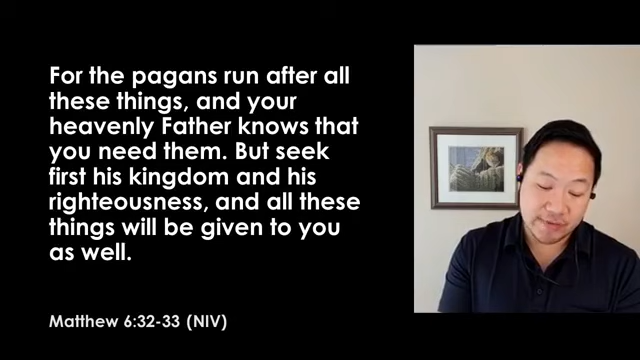 For the pagans run after all
these things, and your
heavenly Father knows that
you need them. But seek
first his kingdom and his
righteousness, and all these
things will be given to you
as well.
Matthew 6:32-33 (NIV)